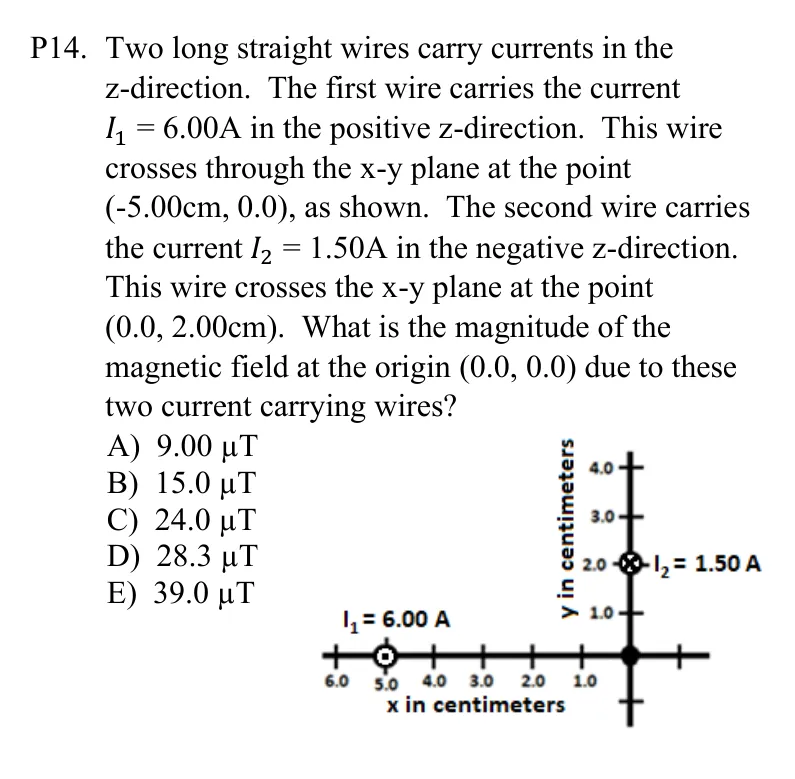 P14. Two long straight wires carry currents in the
z-direction. The first wire carries the current
I₁ = 6.00A in the positive z-direction. This wire
crosses through the x-y plane at the point
(-5.00cm, 0.0), as shown. The second wire carries
the current I₂ = 1.50A in the negative z-direction.
This wire crosses the x-y plane at the point
(0.0, 2.00cm). What is the magnitude of the
magnetic field at the origin (0.0, 0.0) due to these
two current carrying wires?
A) 9.00 μT
B) 15.0 μT
C) 24.0 μT
D) 28.3 μT
E) 39.0 μT
y in centimeters
4.0
3.0
2.0
I₂ = 1.50 A
1.0
I₁ = 6.00 A
6.0 5.0 4.0 3.0 2.0 1.0
x in centimeters